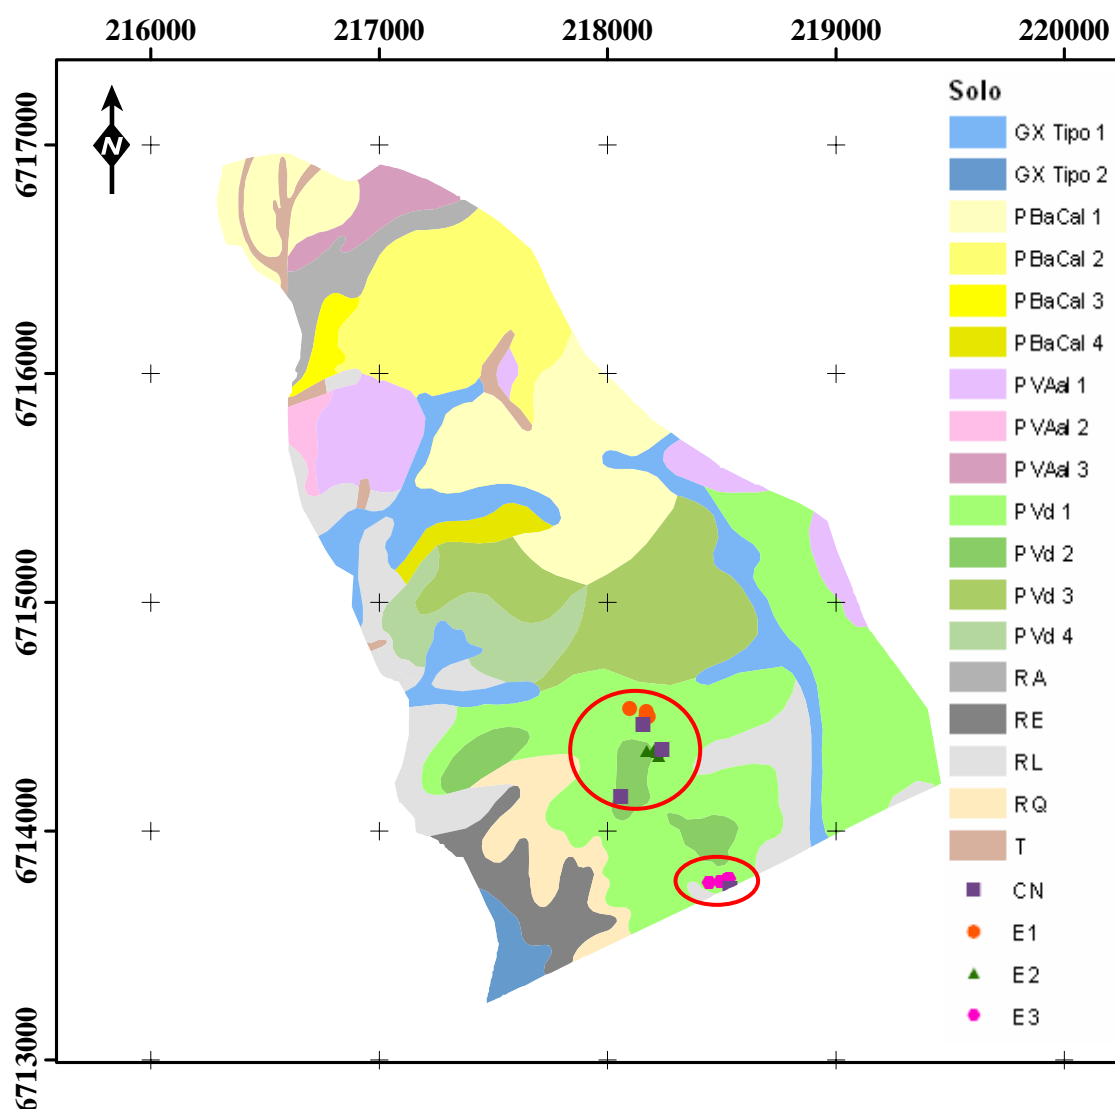 216000 217000 218000 219000 220000
6717000
6716000
6715000
6714000
6713000
N
Solo
GX Tipo 1
GX Tipo 2
PBaCal 1
PBaCal 2
PBaCal 3
PBaCal 4
PVAal 1
PVAal 2
PVAal 3
PVd 1
PVd 2
PVd 3
PVd 4
RA
RE
RL
RQ
T
CN
E1
E2
E3